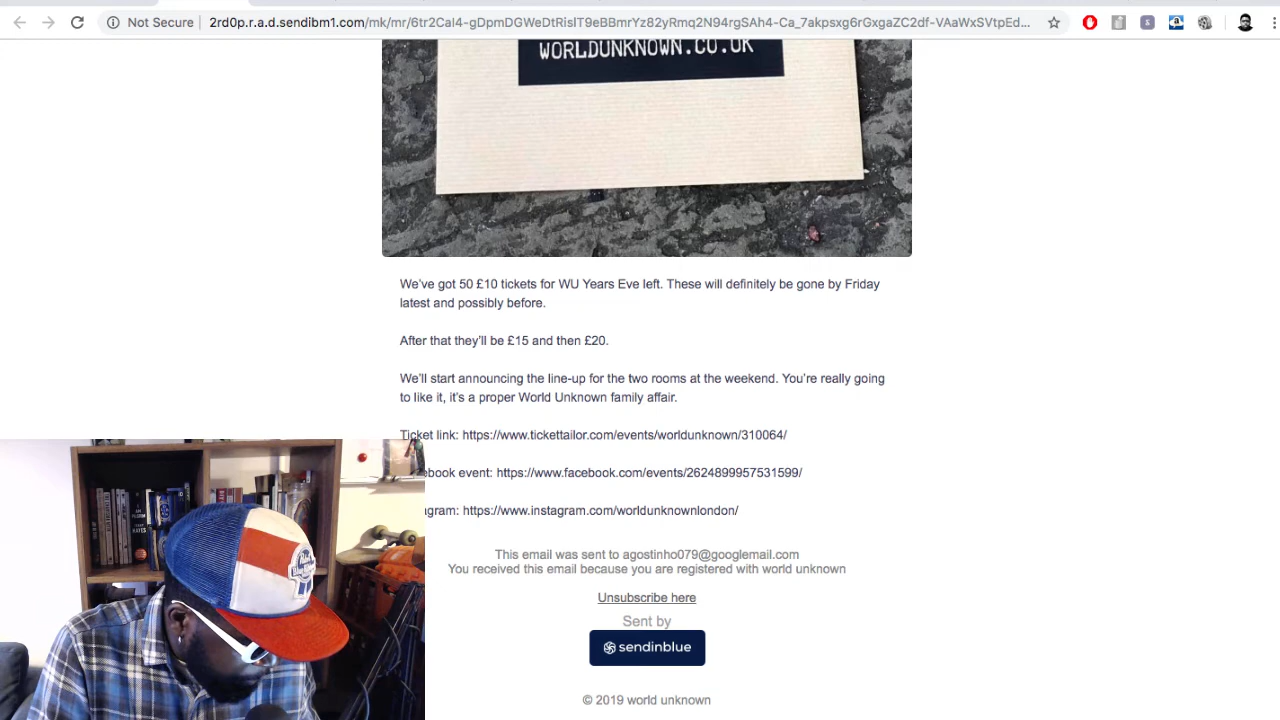 Not Secure 2rd0p.r.a.d.sendibm1.com/mk/mr/
WORLDUNKNOWN.CO.UK
We've got 50 £10 tickets for WU Years Eve left. These will definitely be gone by Friday
latest and possibly before.
After that they'll be £15 and then £20.
We'll start announcing the line-up for the two rooms at the weekend. You're really going
to like it, it's a proper World Unknown family affair.
Ticket link: https://www.tickettailor.com/events/worldunknown/310064/
ebook event: https://www.facebook.com/events/2624899957531599/
gram: https://www.instagram.com/worldunknownlondon/
This email was sent to agostinho079@googlemail.com
You received this email because you are registered with world unknown
Unsubscribe here
Sent by
sendinblue
© 2019 world unknown